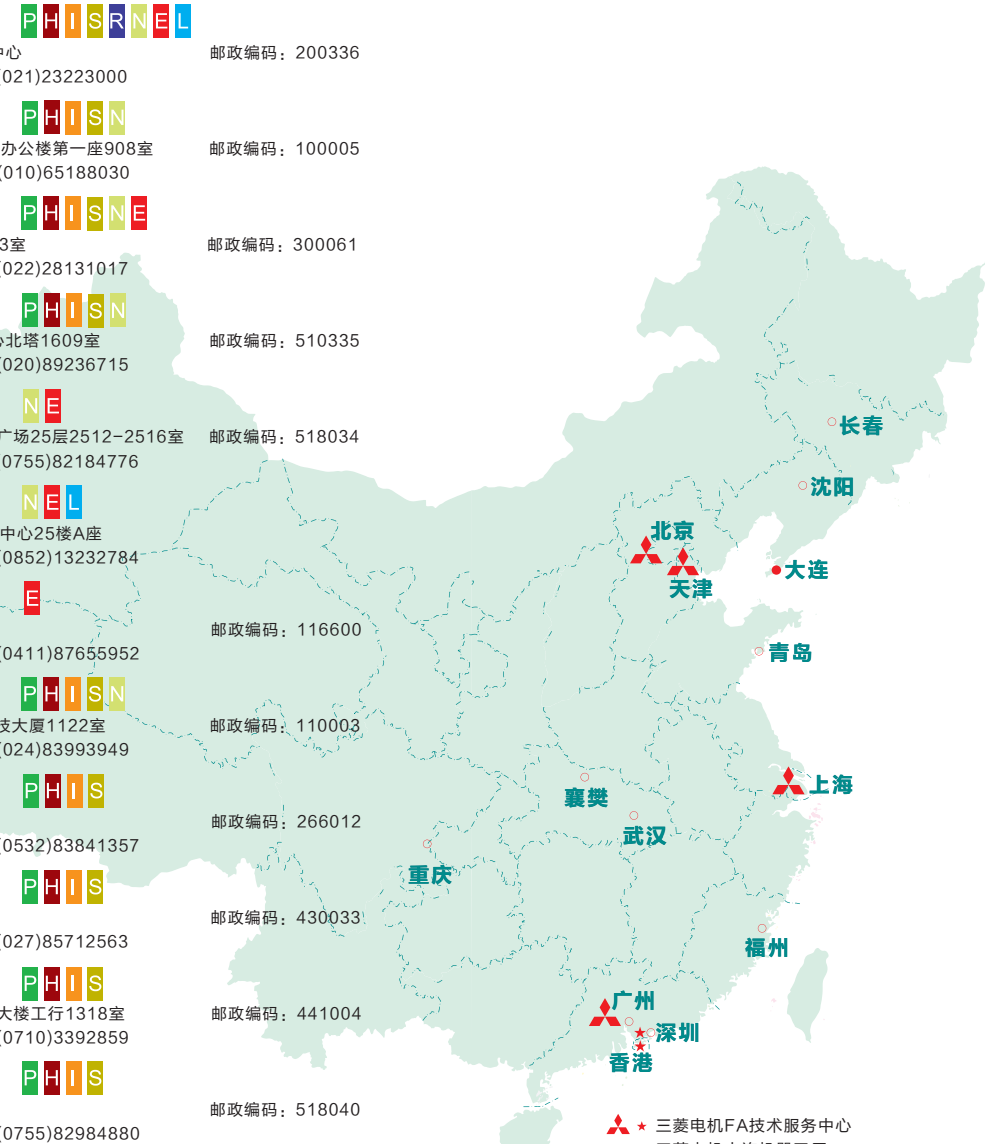 PHISRNEL
中心 邮政编码：200336
(021)23223000
PHISN
办公楼第一座908室 邮政编码：100005
(010)65188030
PHISNE
3室 邮政编码：300061
(022)28131017
PHISN
心北塔1609室 邮政编码：510335
(020)89236715
NE
广场25层2512-2516室 邮政编码：518034
(0755)82184776
NEL
中心25楼A座
(0852)13232784
E
邮政编码：116600
(0411)87655952
PHISN
技大厦1122室 邮政编码：110003
(024)83993949
PHIS
邮政编码：266012
(0532)83841357
PHIS
邮政编码：430033
(027)85712563
PHIS
大楼工行1318室 邮政编码：441004
(0710)3392859
PHIS
邮政编码：518040
(0755)82984880
长春
沈阳
北京
大连
天津
青岛
上海
襄樊
武汉
重庆
福州
广州
深圳
香港
三菱电机FA技术服务中心